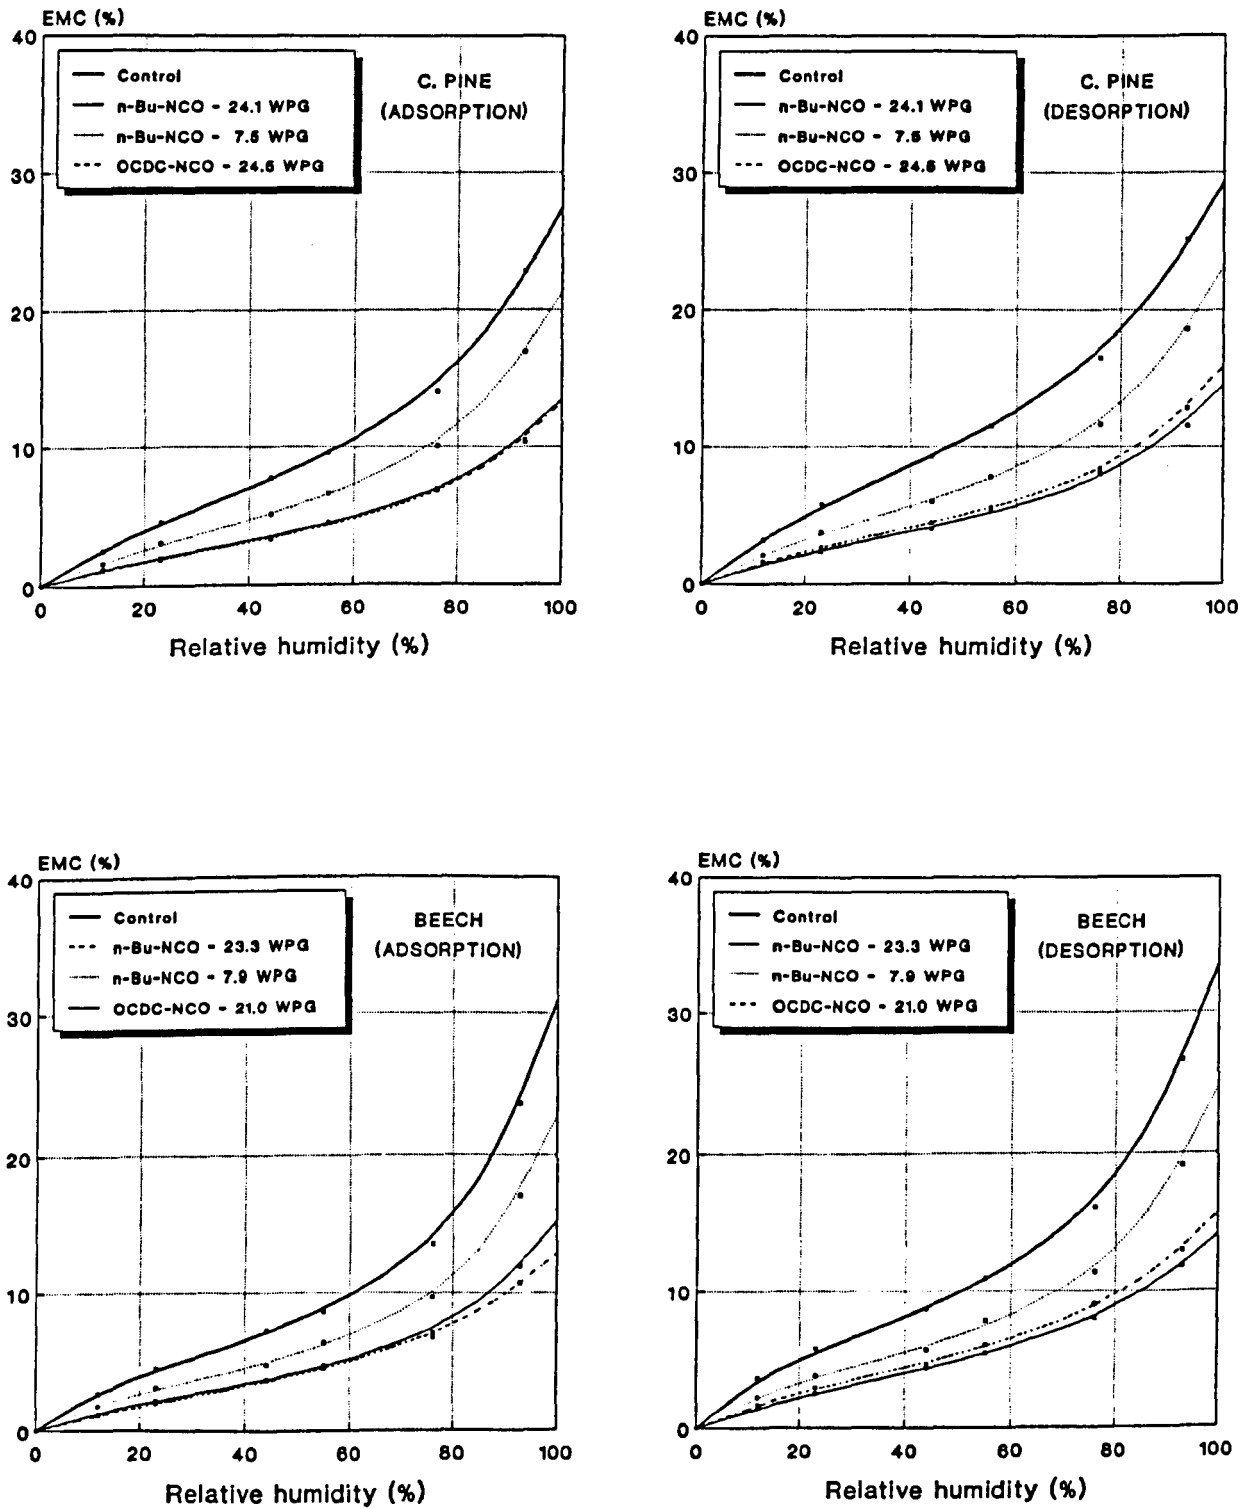 EMC (%)
40
30
20
10
0
Control
n-Bu-NCO - 24.1 WPG
n-Bu-NCO - 7.5 WPG
OCDC-NCO - 24.5 WPG
C. PINE
(ADSORPTION)
0 20 40 60 80 100
Relative humidity (%)
EMC (%)
40
30
20
10
0
Control
n-Bu-NCO - 24.1 WPG
n-Bu-NCO - 7.5 WPG
OCDC-NCO - 24.5 WPG
C. PINE
(DESORPTION)
0 20 40 60 80 100
Relative humidity (%)
EMC (%)
40
30
20
10
0
Control
n-Bu-NCO - 23.3 WPG
n-Bu-NCO - 7.9 WPG
OCDC-NCO - 21.0 WPG
BEECH
(ADSORPTION)
0 20 40 60 80 100
Relative humidity (%)
EMC (%)
40
30
20
10
0
Control
n-Bu-NCO - 23.3 WPG
n-Bu-NCO - 7.9 WPG
OCDC-NCO - 21.0 WPG
BEECH
(DESORPTION)
0 20 40 60 80 100
Relative humidity (%)